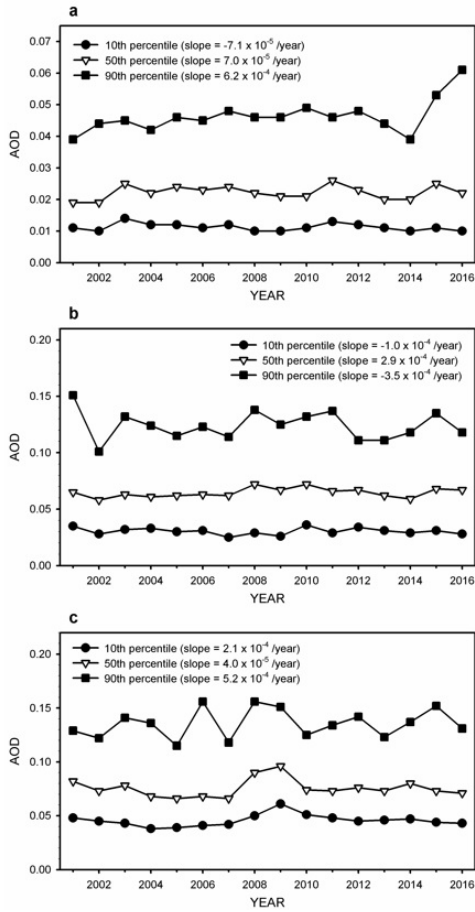 a
10th percentile (slope = -7.1 x 10⁻⁵ /year)
50th percentile (slope = 7.0 x 10⁻⁵ /year)
90th percentile (slope = 6.2 x 10⁻⁴ /year)
0.07
0.06
0.05
0.04
0.03
0.02
0.01
0.00
AOD
2002 2004 2006 2008 2010 2012 2014 2016
YEAR
b
10th percentile (slope = -1.0 x 10⁻⁴ /year)
50th percentile (slope = 2.9 x 10⁻⁴ /year)
90th percentile (slope = -3.5 x 10⁻⁴ /year)
0.20
0.15
0.10
0.05
0.00
AOD
2002 2004 2006 2008 2010 2012 2014 2016
YEAR
c
10th percentile (slope = 2.1 x 10⁻⁴ /year)
50th percentile (slope = 4.0 x 10⁻⁵ /year)
90th percentile (slope = 5.2 x 10⁻⁴ /year)
0.20
0.15
0.10
0.05
0.00
AOD
2002 2004 2006 2008 2010 2012 2014 2016
YEAR